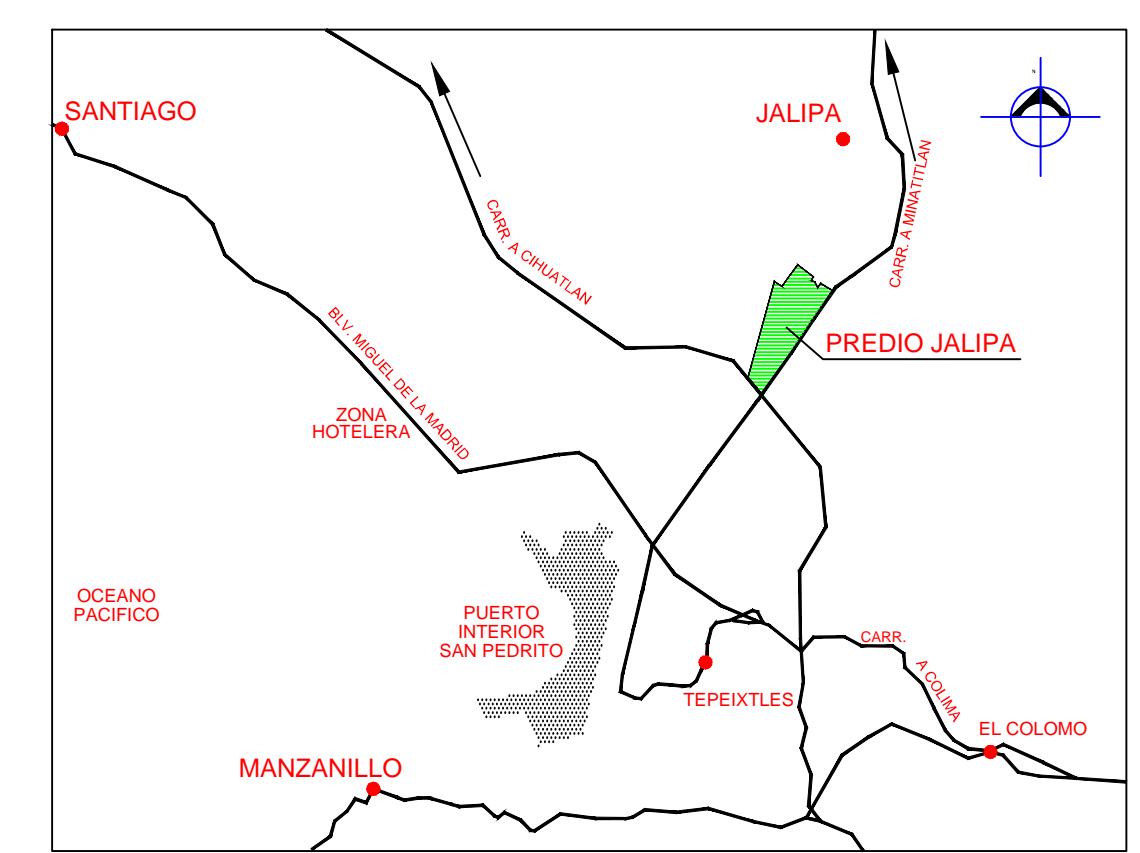 N
SANTIAGO
JALIPA
CARR. A CIHUATLAN
CARR. A MINATITLAN
BLV. MIGUEL DE LA MADRID
PREDIO JALIPA
ZONA
HOTELERA
OCEANO
PACIFICO
PUERTO
INTERIOR
SAN PEDRITO
CARR.
A COLIMA
TEPEIXTLES
EL COLOMO
MANZANILLO